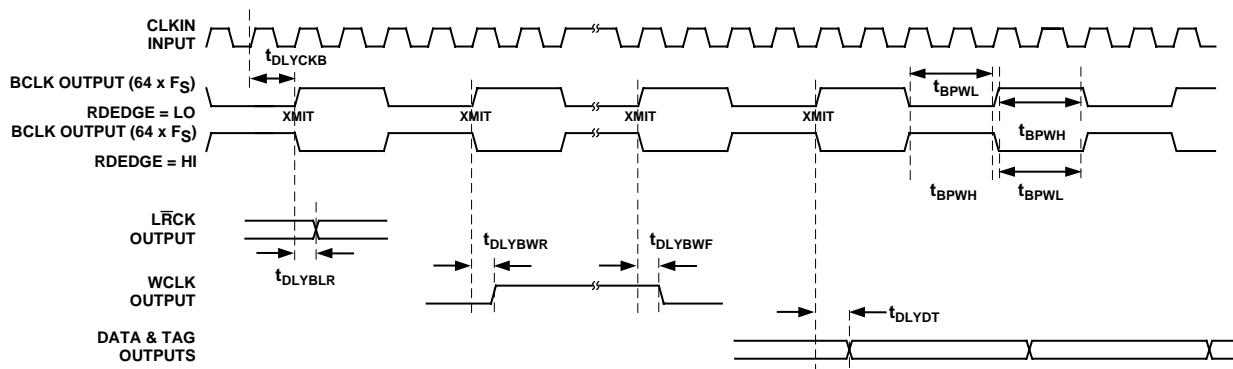 CLKIN
INPUT
tDLYCKB
BCLK OUTPUT (64 x FS)
tBPWL
RDEDGE = LO
XMIT XMIT XMIT XMIT
BCLK OUTPUT (64 x FS)
tBPWH
RDEDGE = HI
tBPWH tBPWL
LR̅CK
OUTPUT
tDLYBWR tDLYBWF
tDLYBLR
WCLK
OUTPUT
tDLYDT
DATA & TAG
OUTPUTS